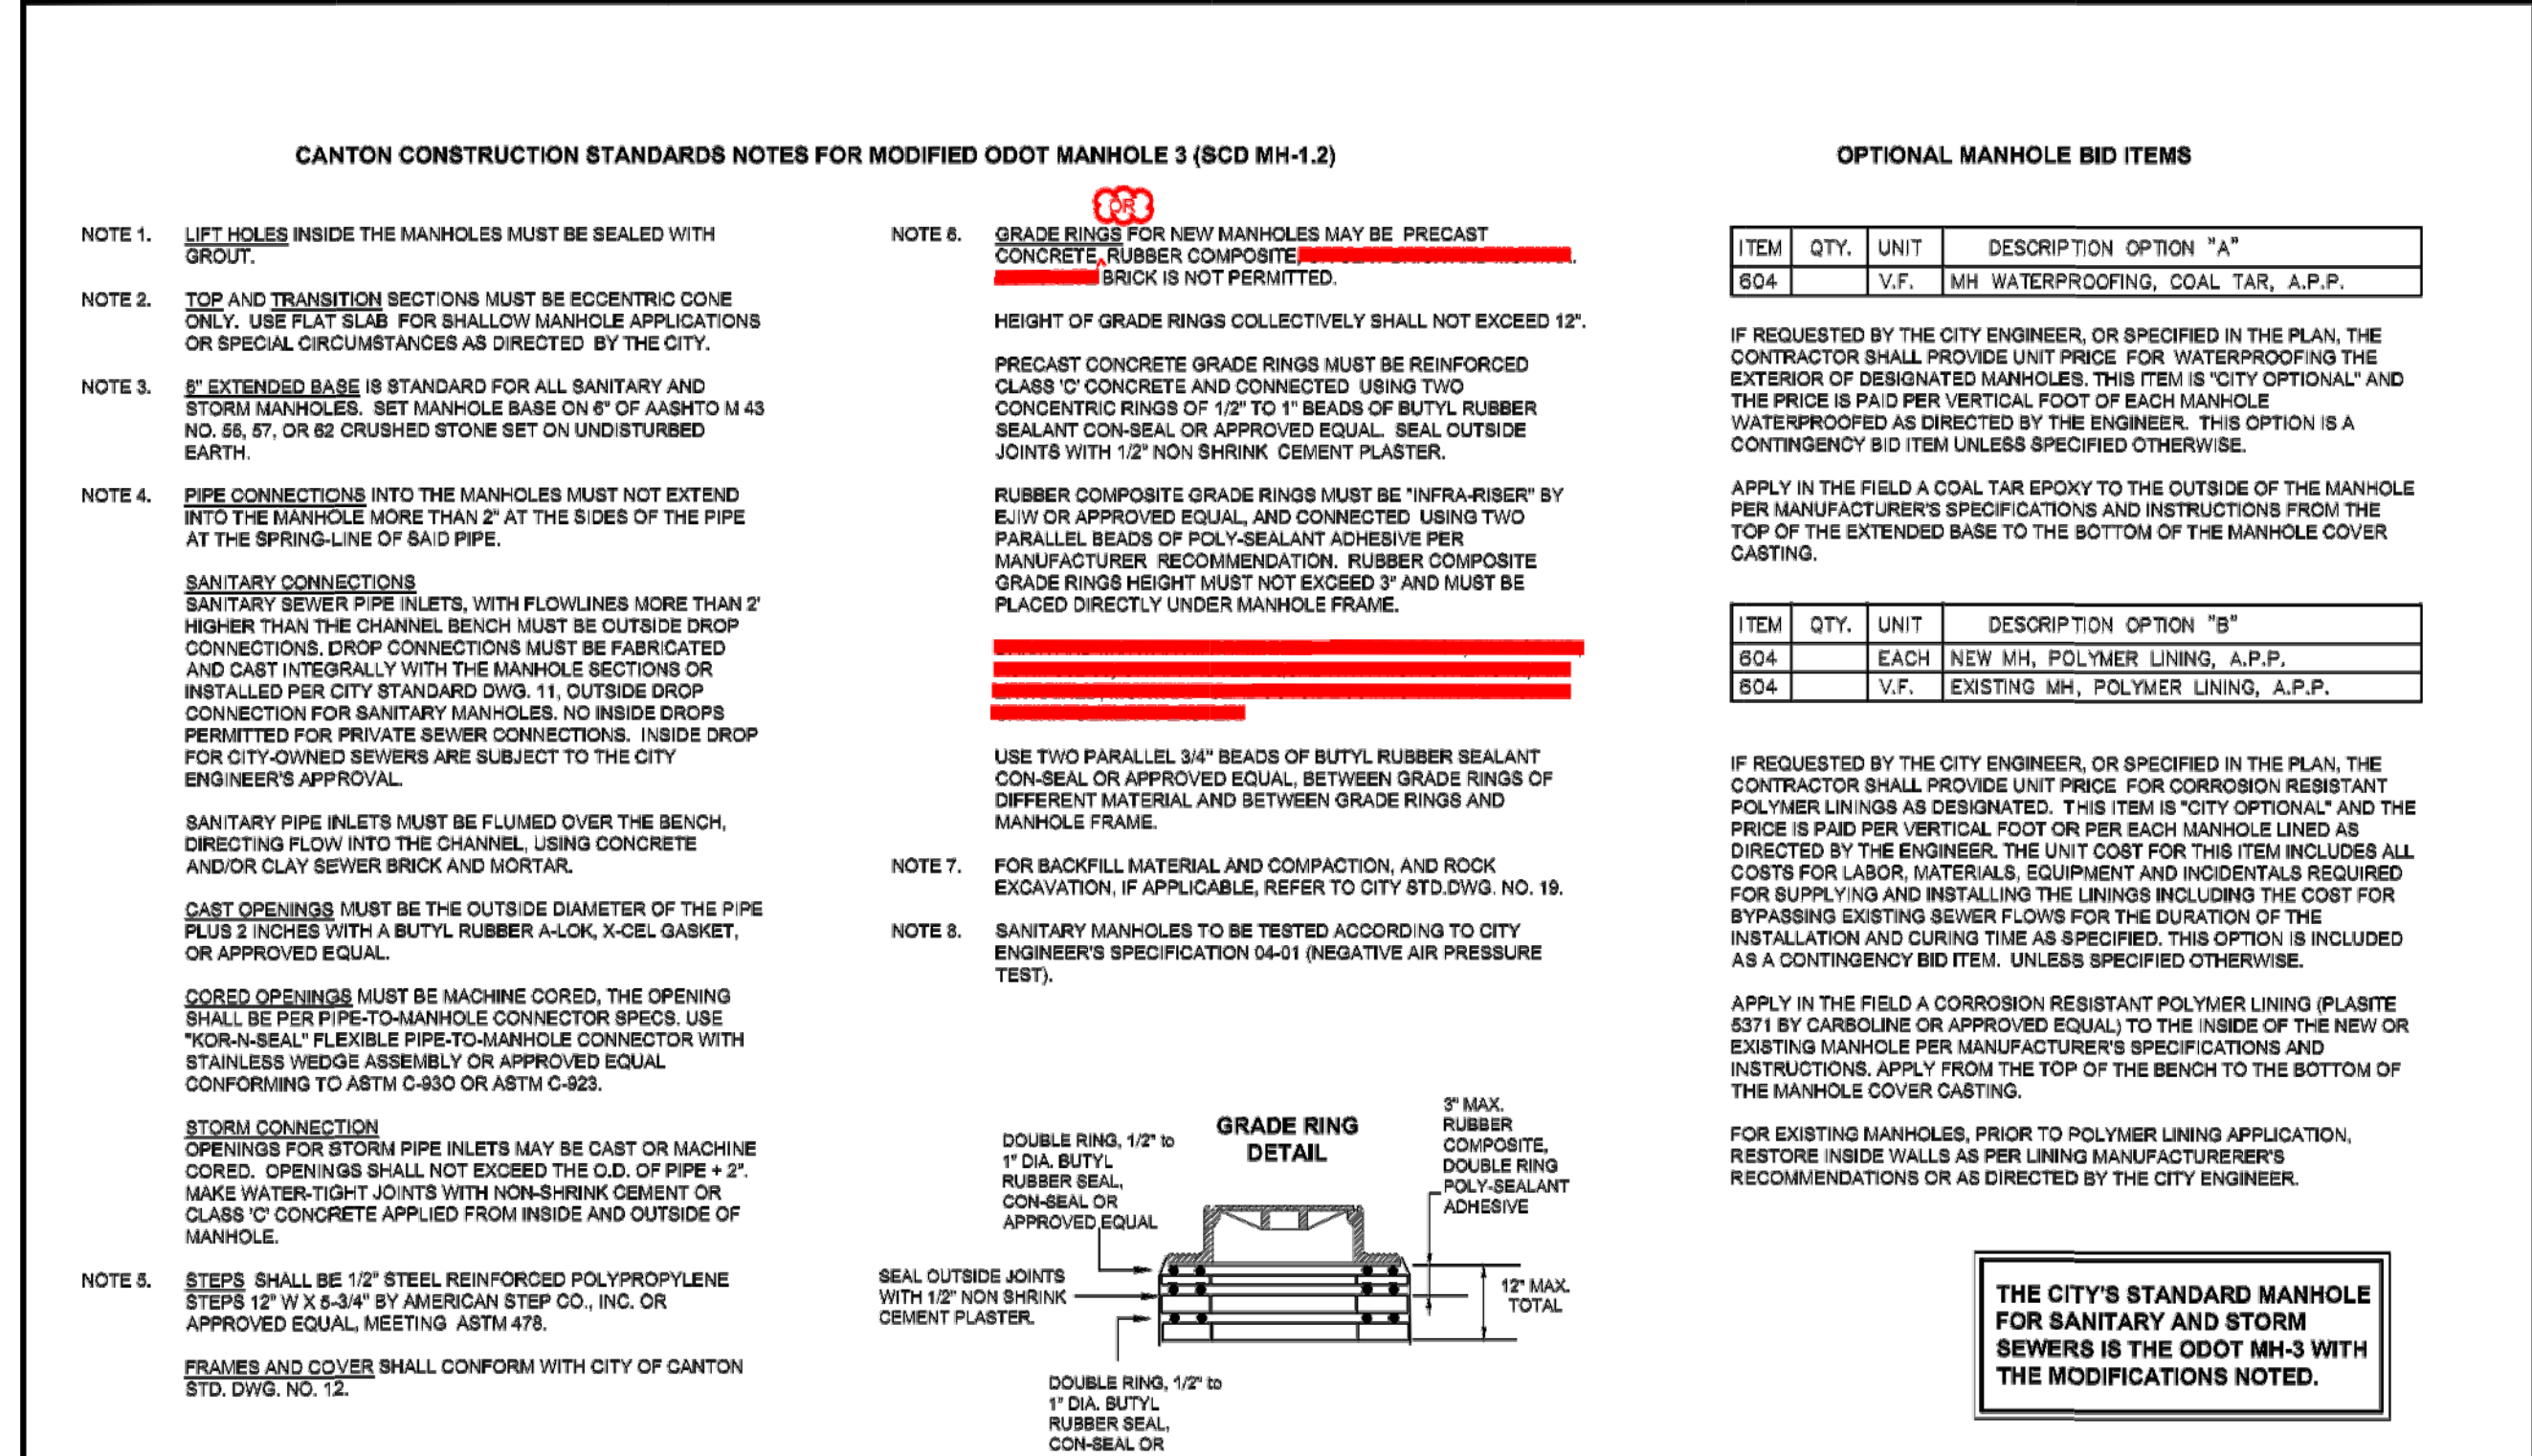 CANTON CONSTRUCTION STANDARDS NOTES FOR MODIFIED ODOT MANHOLE 3 (SCD MH-1.2)
NOTE 1. LIFT HOLES INSIDE THE MANHOLES MUST BE SEALED WITH
GROUT.
NOTE 2. TOP AND TRANSITION SECTIONS MUST BE ECCENTRIC CONE
ONLY. USE FLAT SLAB FOR SHALLOW MANHOLE APPLICATIONS
OR SPECIAL CIRCUMSTANCES AS DIRECTED BY THE CITY.
NOTE 3. 6" EXTENDED BASE IS STANDARD FOR ALL SANITARY AND
STORM MANHOLES. SET MANHOLE BASE ON 6" OF AASHTO M 43
NO. 56, 57, OR 62 CRUSHED STONE SET ON UNDISTURBED
EARTH.
NOTE 4. PIPE CONNECTIONS INTO THE MANHOLES MUST NOT EXTEND
INTO THE MANHOLE MORE THAN 2" AT THE SIDES OF THE PIPE
AT THE SPRING-LINE OF SAID PIPE.
SANITARY CONNECTIONS
SANITARY SEWER PIPE INLETS, WITH FLOWLINES MORE THAN 2'
HIGHER THAN THE CHANNEL BENCH MUST BE OUTSIDE DROP
CONNECTIONS. DROP CONNECTIONS MUST BE FABRICATED
AND CAST INTEGRALLY WITH THE MANHOLE SECTIONS OR
INSTALLED PER CITY STANDARD DWG. 11, OUTSIDE DROP
CONNECTION FOR SANITARY MANHOLES. NO INSIDE DROPS
PERMITTED FOR PRIVATE SEWER CONNECTIONS. INSIDE DROP
FOR CITY-OWNED SEWERS ARE SUBJECT TO THE CITY
ENGINEER'S APPROVAL.
SANITARY PIPE INLETS MUST BE FLUMED OVER THE BENCH,
DIRECTING FLOW INTO THE CHANNEL, USING CONCRETE
AND/OR CLAY SEWER BRICK AND MORTAR.
CAST OPENINGS MUST BE THE OUTSIDE DIAMETER OF THE PIPE
PLUS 2 INCHES WITH A BUTYL RUBBER A-LOK, X-CEL GASKET,
OR APPROVED EQUAL.
CORED OPENINGS MUST BE MACHINE CORED, THE OPENING
SHALL BE PER PIPE-TO-MANHOLE CONNECTOR SPECS. USE
"KOR-N-SEAL" FLEXIBLE PIPE-TO-MANHOLE CONNECTOR WITH
STAINLESS WEDGE ASSEMBLY OR APPROVED EQUAL
CONFORMING TO ASTM C-930 OR ASTM C-923.
STORM CONNECTION
OPENINGS FOR STORM PIPE INLETS MAY BE CAST OR MACHINE
CORED. OPENINGS SHALL NOT EXCEED THE O.D. OF PIPE + 2".
MAKE WATER-TIGHT JOINTS WITH NON-SHRINK CEMENT OR
CLASS 'C' CONCRETE APPLIED FROM INSIDE AND OUTSIDE OF
MANHOLE.
NOTE 5. STEPS SHALL BE 1/2" STEEL REINFORCED POLYPROPYLENE
STEPS 12" W X 5-3/4" BY AMERICAN STEP CO., INC. OR
APPROVED EQUAL, MEETING ASTM 478.
FRAMES AND COVER SHALL CONFORM WITH CITY OF CANTON
STD. DWG. NO. 12.
OR
NOTE 6. GRADE RINGS FOR NEW MANHOLES MAY BE PRECAST
CONCRETE, RUBBER COMPOSITE,
BRICK IS NOT PERMITTED.
HEIGHT OF GRADE RINGS COLLECTIVELY SHALL NOT EXCEED 12".
PRECAST CONCRETE GRADE RINGS MUST BE REINFORCED
CLASS 'C' CONCRETE AND CONNECTED USING TWO
CONCENTRIC RINGS OF 1/2" TO 1" BEADS OF BUTYL RUBBER
SEALANT CON-SEAL OR APPROVED EQUAL. SEAL OUTSIDE
JOINTS WITH 1/2" NON SHRINK CEMENT PLASTER.
RUBBER COMPOSITE GRADE RINGS MUST BE "INFRA-RISER" BY
EJIW OR APPROVED EQUAL, AND CONNECTED USING TWO
PARALLEL BEADS OF POLY-SEALANT ADHESIVE PER
MANUFACTURER RECOMMENDATION. RUBBER COMPOSITE
GRADE RINGS HEIGHT MUST NOT EXCEED 3" AND MUST BE
PLACED DIRECTLY UNDER MANHOLE FRAME.
USE TWO PARALLEL 3/4" BEADS OF BUTYL RUBBER SEALANT
CON-SEAL OR APPROVED EQUAL, BETWEEN GRADE RINGS OF
DIFFERENT MATERIAL AND BETWEEN GRADE RINGS AND
MANHOLE FRAME.
NOTE 7. FOR BACKFILL MATERIAL AND COMPACTION, AND ROCK
EXCAVATION, IF APPLICABLE, REFER TO CITY STD.DWG. NO. 19.
NOTE 8. SANITARY MANHOLES TO BE TESTED ACCORDING TO CITY
ENGINEER'S SPECIFICATION 04-01 (NEGATIVE AIR PRESSURE
TEST).
GRADE RING
DETAIL
DOUBLE RING, 1/2" to
1" DIA. BUTYL
RUBBER SEAL,
CON-SEAL OR
APPROVED EQUAL
3" MAX.
RUBBER
COMPOSITE,
DOUBLE RING
POLY-SEALANT
ADHESIVE
SEAL OUTSIDE JOINTS
WITH 1/2" NON SHRINK
CEMENT PLASTER.
12" MAX.
TOTAL
DOUBLE RING, 1/2" to
1" DIA. BUTYL
RUBBER SEAL,
CON-SEAL OR
OPTIONAL MANHOLE BID ITEMS
ITEM QTY. UNIT DESCRIPTION OPTION "A"
604 V.F. MH WATERPROOFING, COAL TAR, A.P.P.
IF REQUESTED BY THE CITY ENGINEER, OR SPECIFIED IN THE PLAN, THE
CONTRACTOR SHALL PROVIDE UNIT PRICE FOR WATERPROOFING THE
EXTERIOR OF DESIGNATED MANHOLES. THIS ITEM IS "CITY OPTIONAL" AND
THE PRICE IS PAID PER VERTICAL FOOT OF EACH MANHOLE
WATERPROOFED AS DIRECTED BY THE ENGINEER. THIS OPTION IS A
CONTINGENCY BID ITEM UNLESS SPECIFIED OTHERWISE.
APPLY IN THE FIELD A COAL TAR EPOXY TO THE OUTSIDE OF THE MANHOLE
PER MANUFACTURER'S SPECIFICATIONS AND INSTRUCTIONS FROM THE
TOP OF THE EXTENDED BASE TO THE BOTTOM OF THE MANHOLE COVER
CASTING.
ITEM QTY. UNIT DESCRIPTION OPTION "B"
604 EACH NEW MH, POLYMER LINING, A.P.P.
604 V.F. EXISTING MH, POLYMER LINING, A.P.P.
IF REQUESTED BY THE CITY ENGINEER, OR SPECIFIED IN THE PLAN, THE
CONTRACTOR SHALL PROVIDE UNIT PRICE FOR CORROSION RESISTANT
POLYMER LININGS AS DESIGNATED. THIS ITEM IS "CITY OPTIONAL" AND THE
PRICE IS PAID PER VERTICAL FOOT OR PER EACH MANHOLE LINED AS
DIRECTED BY THE ENGINEER. THE UNIT COST FOR THIS ITEM INCLUDES ALL
COSTS FOR LABOR, MATERIALS, EQUIPMENT AND INCIDENTALS REQUIRED
FOR SUPPLYING AND INSTALLING THE LININGS INCLUDING THE COST FOR
BYPASSING EXISTING SEWER FLOWS FOR THE DURATION OF THE
INSTALLATION AND CURING TIME AS SPECIFIED. THIS OPTION IS INCLUDED
AS A CONTINGENCY BID ITEM. UNLESS SPECIFIED OTHERWISE.
APPLY IN THE FIELD A CORROSION RESISTANT POLYMER LINING (PLASITE
5371 BY CARBOLINE OR APPROVED EQUAL) TO THE INSIDE OF THE NEW OR
EXISTING MANHOLE PER MANUFACTURER'S SPECIFICATIONS AND
INSTRUCTIONS. APPLY FROM THE TOP OF THE BENCH TO THE BOTTOM OF
THE MANHOLE COVER CASTING.
FOR EXISTING MANHOLES, PRIOR TO POLYMER LINING APPLICATION,
RESTORE INSIDE WALLS AS PER LINING MANUFACTURERER'S
RECOMMENDATIONS OR AS DIRECTED BY THE CITY ENGINEER.
THE CITY'S STANDARD MANHOLE
FOR SANITARY AND STORM
SEWERS IS THE ODOT MH-3 WITH
THE MODIFICATIONS NOTED.